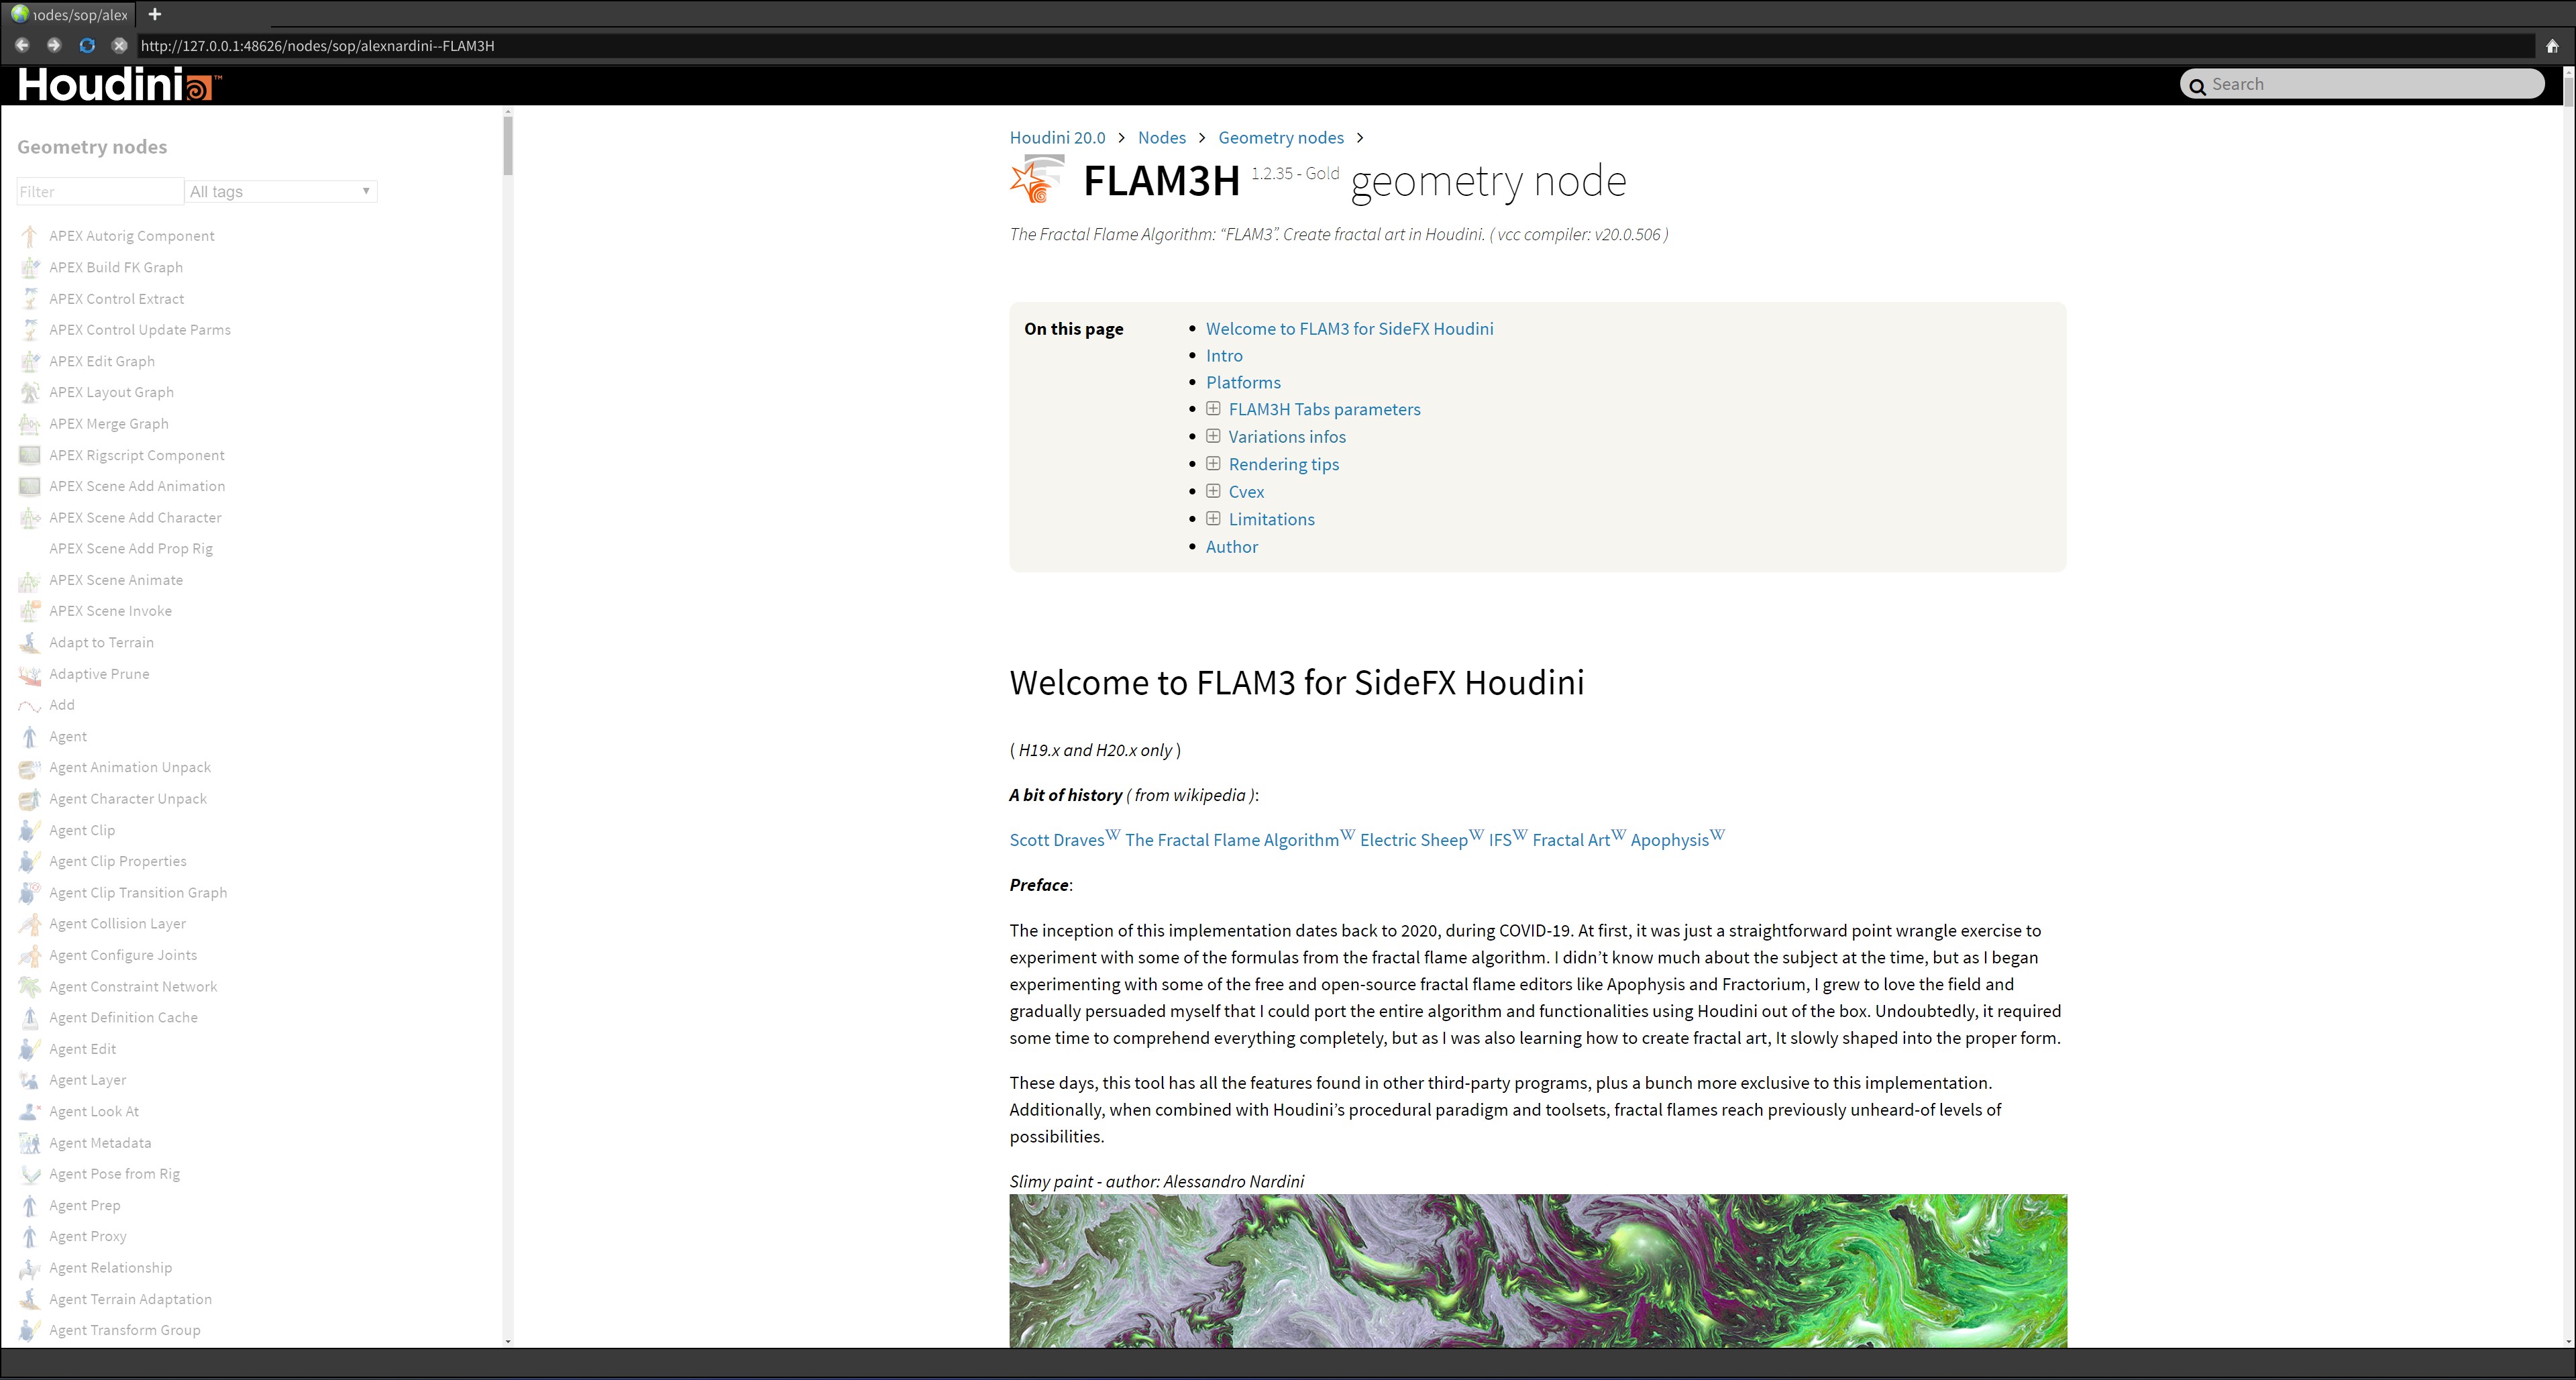 nodes/sop/alex
http://127.0.0.1:48626/nodes/sop/alexnardini--FLAM3H
Houdini™
Search
Geometry nodes
Filter
All tags
APEX Autorig Component
APEX Build FK Graph
APEX Control Extract
APEX Control Update Parms
APEX Edit Graph
APEX Layout Graph
APEX Merge Graph
APEX Rigscript Component
APEX Scene Add Animation
APEX Scene Add Character
APEX Scene Add Prop Rig
APEX Scene Animate
APEX Scene Invoke
Adapt to Terrain
Adaptive Prune
Add
Agent
Agent Animation Unpack
Agent Character Unpack
Agent Clip
Agent Clip Properties
Agent Clip Transition Graph
Agent Collision Layer
Agent Configure Joints
Agent Constraint Network
Agent Definition Cache
Agent Edit
Agent Layer
Agent Look At
Agent Metadata
Agent Pose from Rig
Agent Prep
Agent Proxy
Agent Relationship
Agent Terrain Adaptation
Agent Transform Group
Houdini 20.0 > Nodes > Geometry nodes >
FLAM3H 1.2.35 - Gold geometry node
The Fractal Flame Algorithm: “FLAM3”. Create fractal art in Houdini. ( vcc compiler: v20.0.506 )
On this page
Welcome to FLAM3 for SideFX Houdini
Intro
Platforms
FLAM3H Tabs parameters
Variations infos
Rendering tips
Cvex
Limitations
Author
Welcome to FLAM3 for SideFX Houdini
( H19.x and H20.x only )
A bit of history ( from wikipedia ):
Scott Draves W The Fractal Flame Algorithm W Electric Sheep W IFS W Fractal Art W Apophysis W
Preface:
The inception of this implementation dates back to 2020, during COVID-19. At first, it was just a straightforward point wrangle exercise to
experiment with some of the formulas from the fractal flame algorithm. I didn’t know much about the subject at the time, but as I began
experimenting with some of the free and open-source fractal flame editors like Apophysis and Fractorium, I grew to love the field and
gradually persuaded myself that I could port the entire algorithm and functionalities using Houdini out of the box. Undoubtedly, it required
some time to comprehend everything completely, but as I was also learning how to create fractal art, It slowly shaped into the proper form.
These days, this tool has all the features found in other third-party programs, plus a bunch more exclusive to this implementation.
Additionally, when combined with Houdini’s procedural paradigm and toolsets, fractal flames reach previously unheard-of levels of
possibilities.
Slimy paint - author: Alessandro Nardini